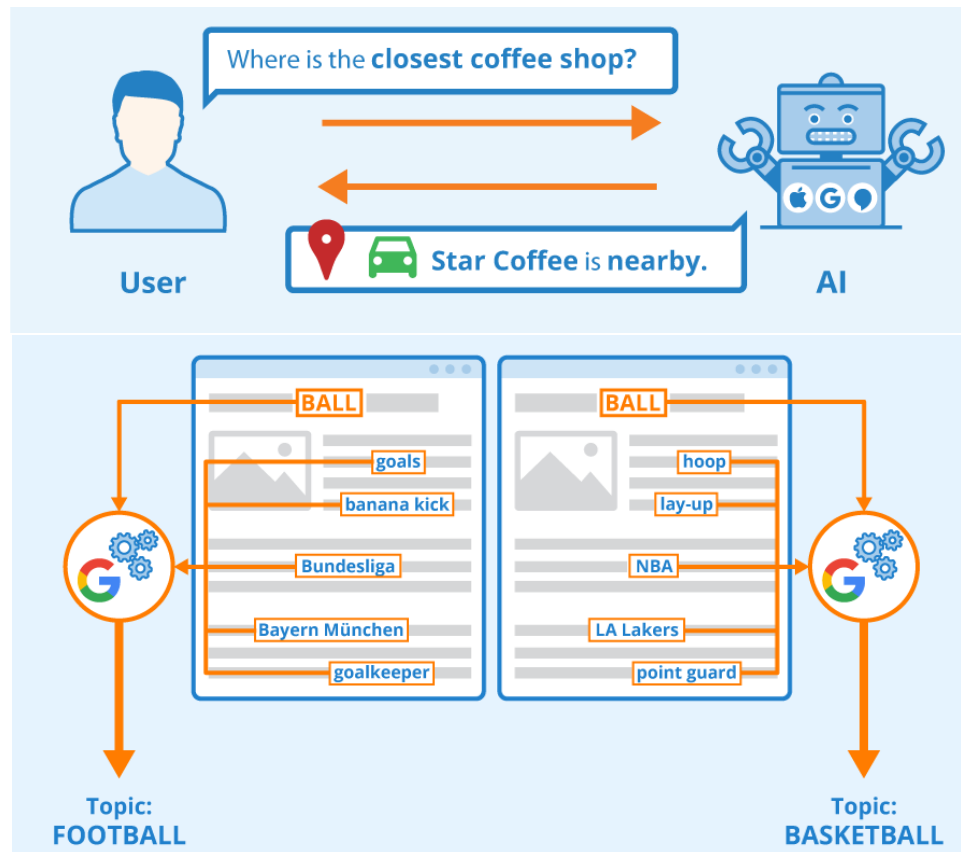 Where is the closest coffee shop?
Star Coffee is nearby.
User
AI
BALL
goals
banana kick
Bundesliga
Bayern München
goalkeeper
Topic:
FOOTBALL
BALL
hoop
lay-up
NBA
LA Lakers
point guard
Topic:
BASKETBALL